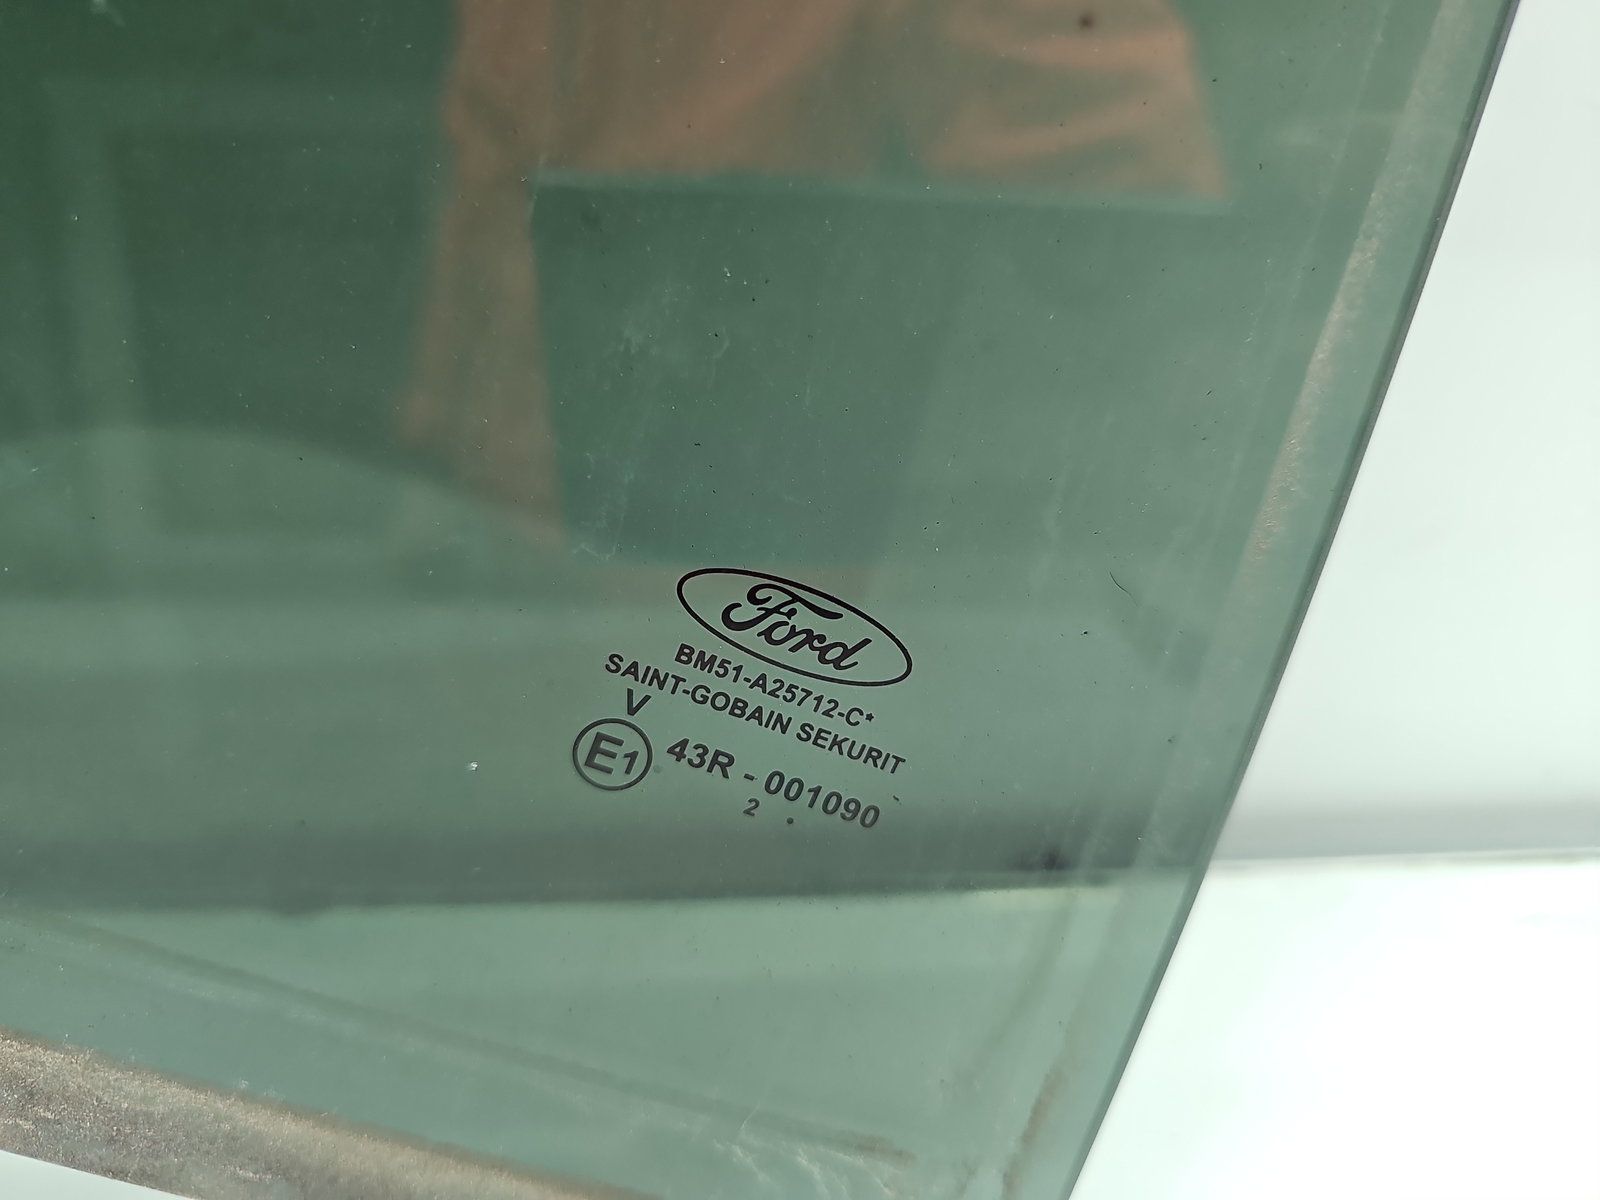 Ford
BM51-A25712-C*
SAINT-GOBAIN SEKURIT
V
E1 43R - 001090
2 .